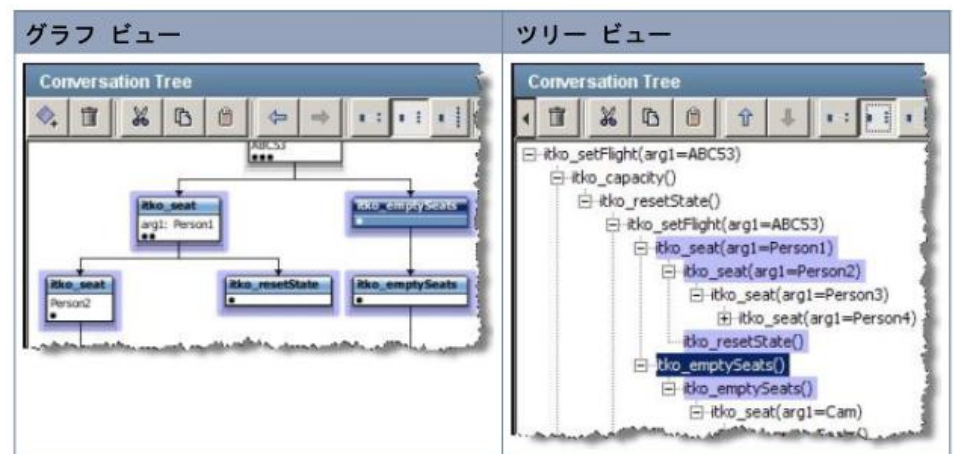 グラフ ビュー
Conversation Tree
ABC53
itko_seat
arg1: Person1
itko_emptySeats
itko_seat
Person2
itko_resetState
itko_emptySeats
ツリー ビュー
Conversation Tree
itko_setFlight(arg1=ABC53)
itko_capacity()
itko_resetState()
itko_setFlight(arg1=ABC53)
itko_seat(arg1=Person1)
itko_seat(arg1=Person2)
itko_seat(arg1=Person3)
itko_seat(arg1=Person4)
itko_resetState()
itko_emptySeats()
itko_emptySeats()
itko_seat(arg1=Cam)